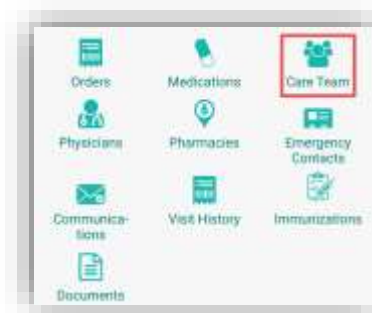 Orders Medications Care Team
Physicians Pharmacies Emergency
Contacts
Communica-
tions Visit History Immunizations
Documents